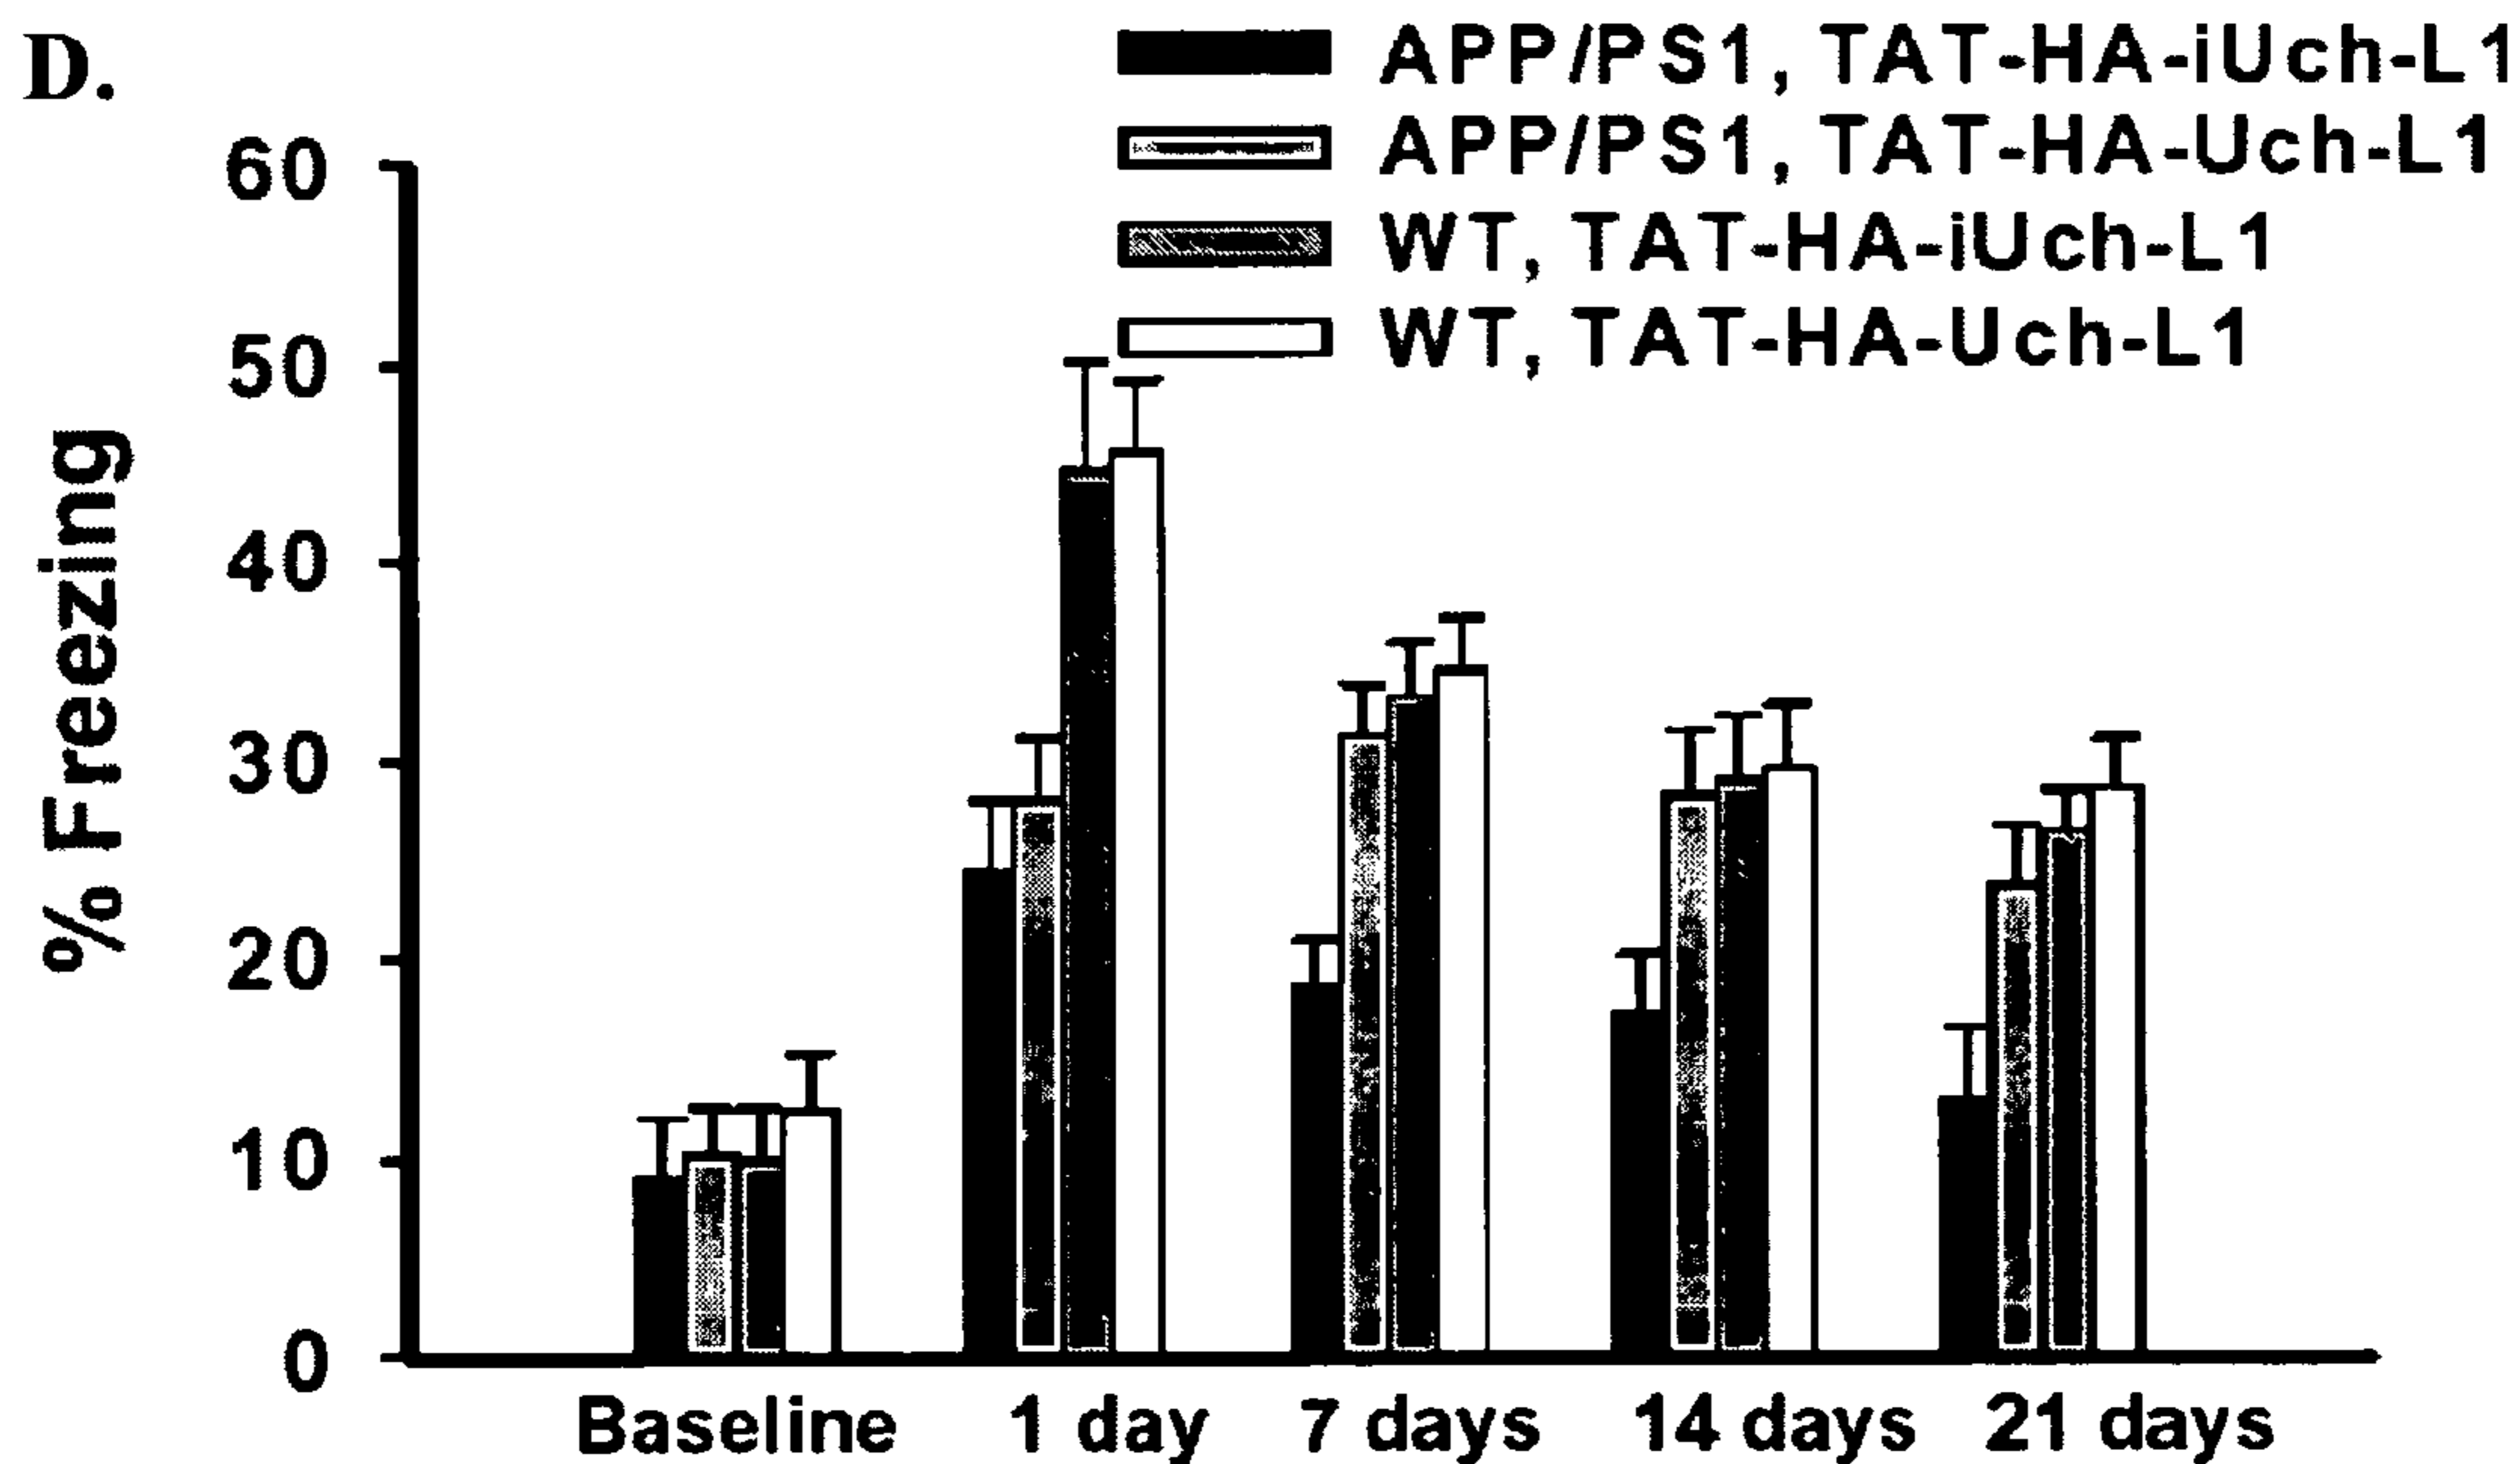 D.
APP/PS1, TAT-HA-iUch-L1
APP/PS1, TAT-HA-Uch-L1
WT, TAT-HA-iUch-L1
WT, TAT-HA-Uch-L1
% Freezing
60
50
40
30
20
10
0
Baseline 1 day 7 days 14 days 21 days